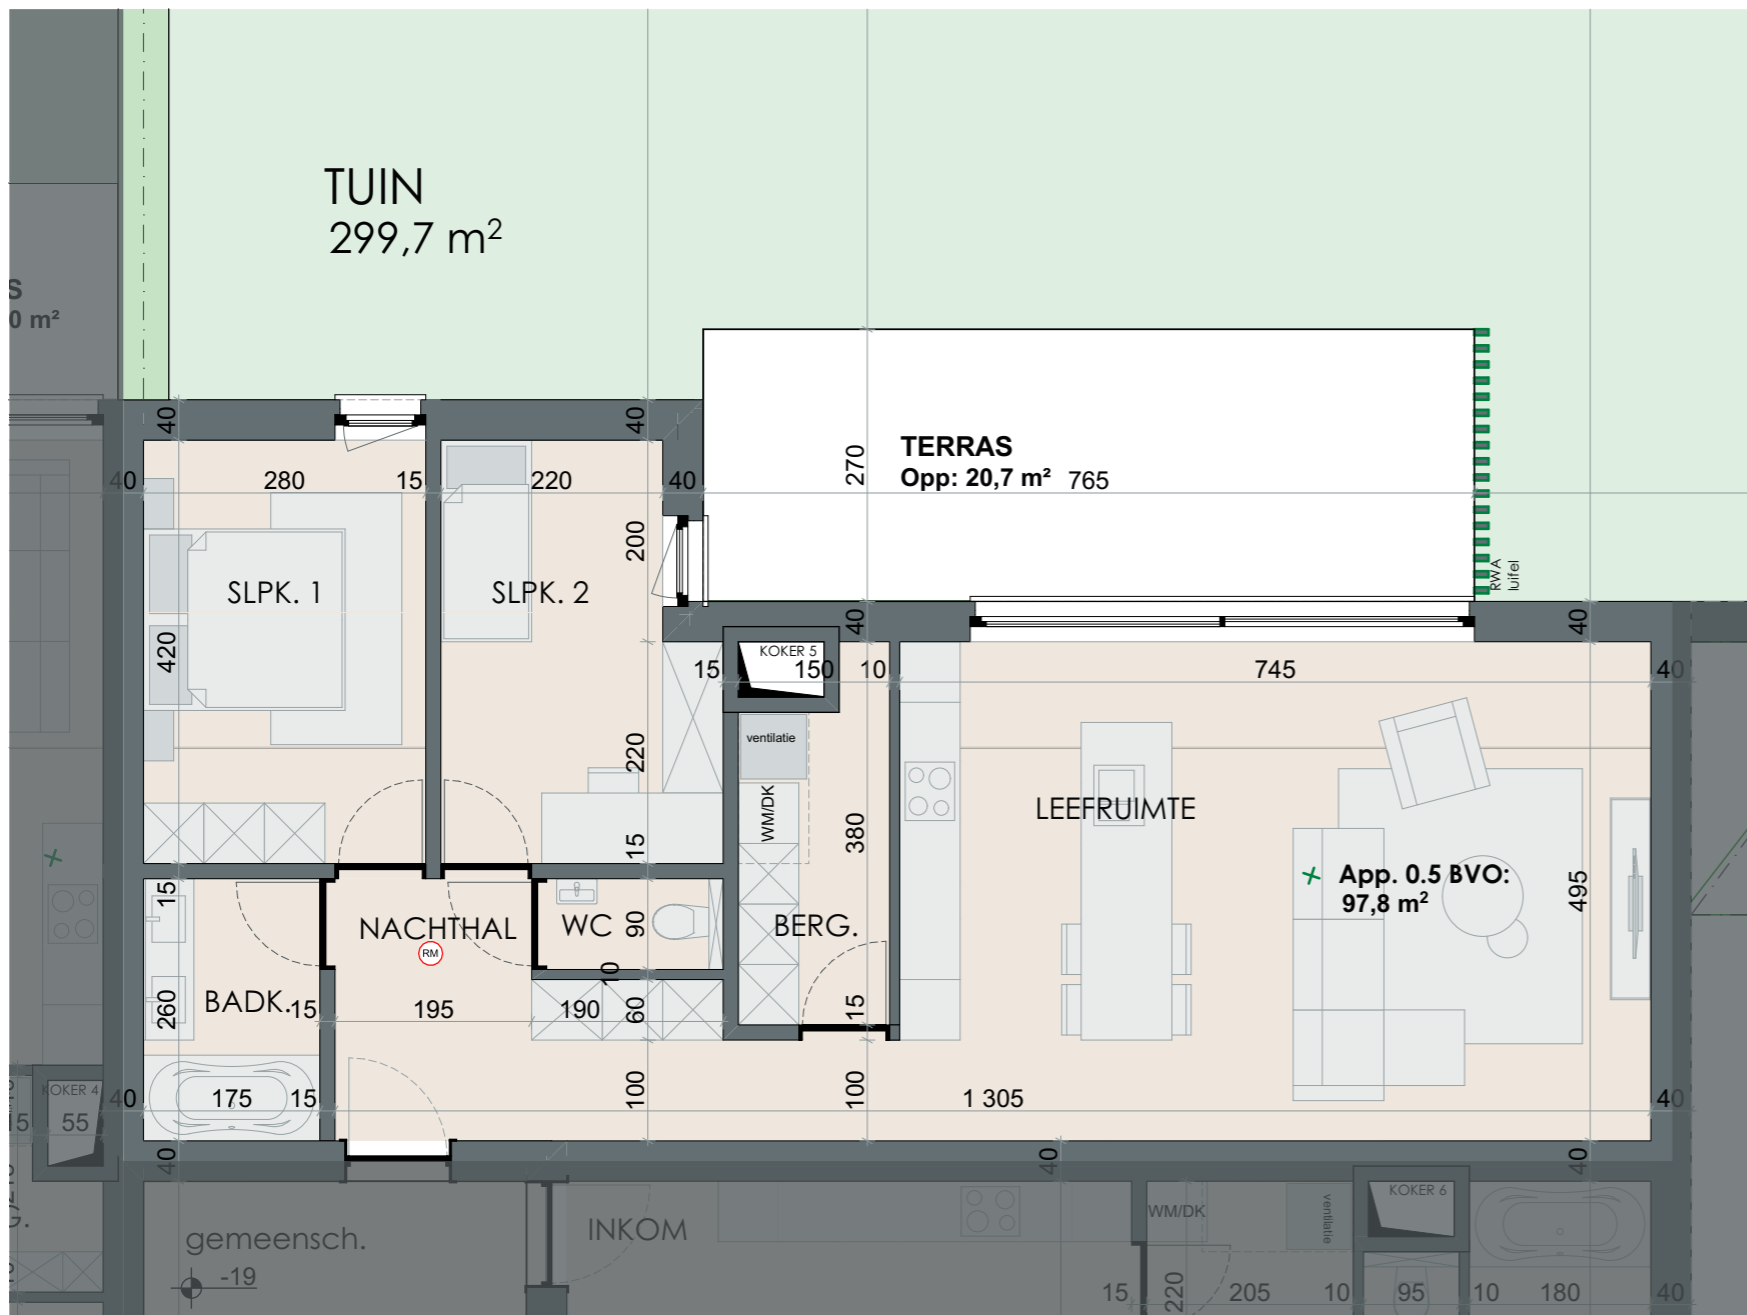 TUIN
299,7 m²
S
0 m²
TERRAS
Opp: 20,7 m²
765
270
40
40
40
280
15
220
40
200
RWA
luifel
SLPK. 1
SLPK. 2
420
40
40
KOKER 5
15
150
10
745
40
ventilatie
220
WM/DK
LEEFRUIMTE
15
380
App. 0.5 BVO:
97,8 m²
495
15
NACHTHAL
RM
WC
90
BERG.
10
BADK.
260
15
195
190
60
15
KOKER 4
40
175
15
100
100
1 305
40
15
55
40
40
40
210
G.
gemeensch.
-19
INKOM
WM/DK
ventilatie
KOKER 6
15
220
205
10
95
10
180
40